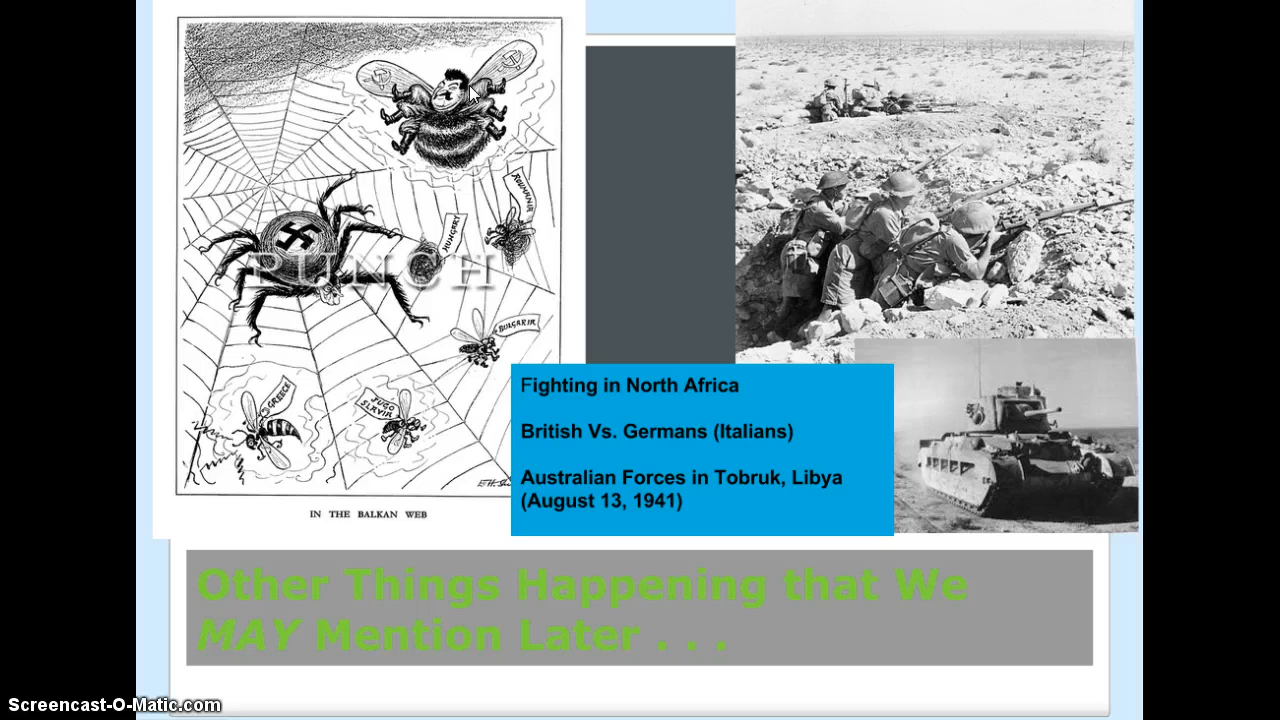 ROUMANIA
HUNGERY
PUNCH
BULGARIA
GREECE
JUGO
SLAVIA
IN THE BALKAN WEB
Fighting in North Africa
British Vs. Germans (Italians)
Australian Forces in Tobruk, Libya
(August 13, 1941)
Other Things Happening that We
MAY Mention Later . . .
Screencast-O-Matic.com